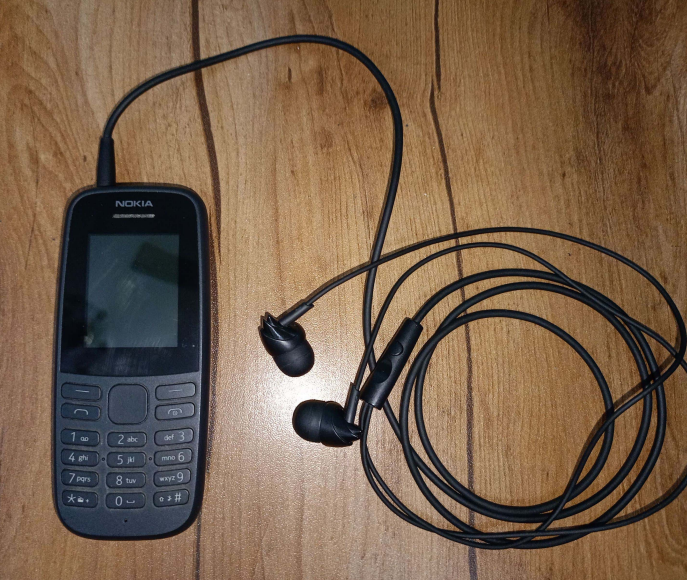 NOKIA
1
2 abc
def 3
4 ghi
5 jkl
mno 6
7 pqrs
8 tuv
wxyz 9
*
0
#